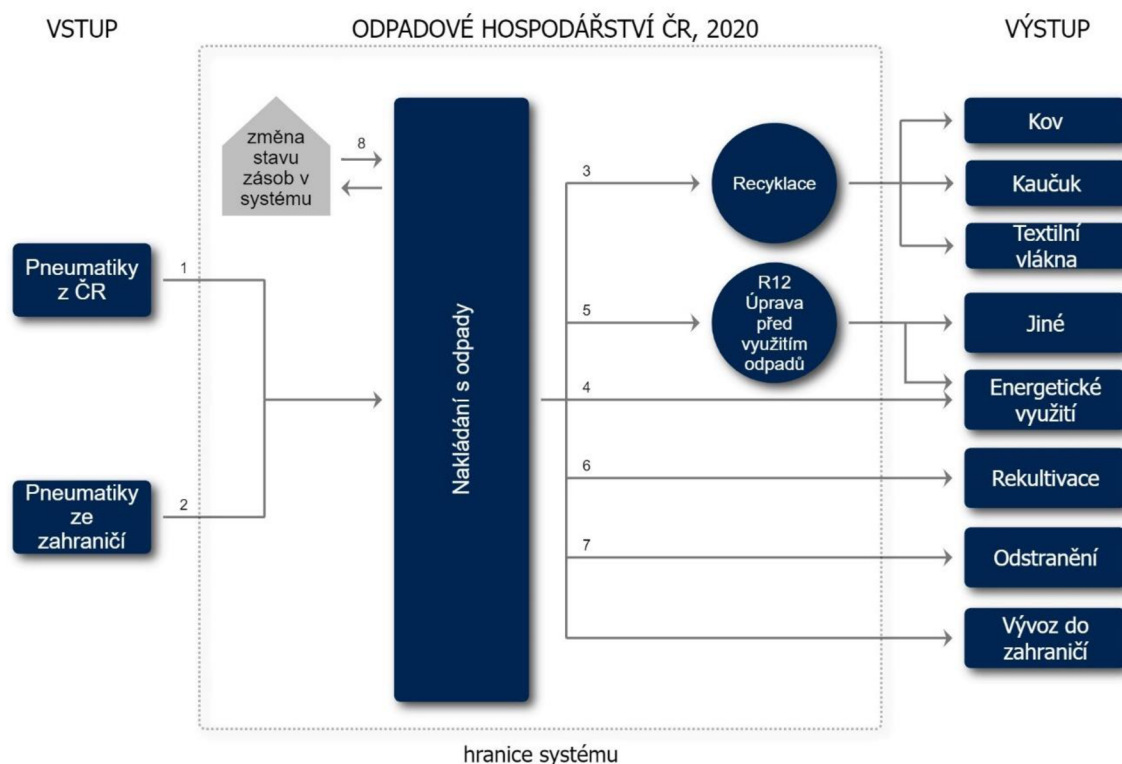 VSTUP
ODPADOVÉ HOSPODÁŘSTVÍ ČR, 2020
VÝSTUP
změna
stavu
zásob v
systému
8
Pneumatiky
z ČR
1
Pneumatiky
ze
zahraničí
2
Nakládání s odpady
3
Recyklace
5
R12
Úprava
před
využitím
odpadů
4
6
7
Kov
Kaučuk
Textilní
vlákna
Jiné
Energetické
využití
Rekultivace
Odstranění
Vývoz do
zahraničí
hranice systému